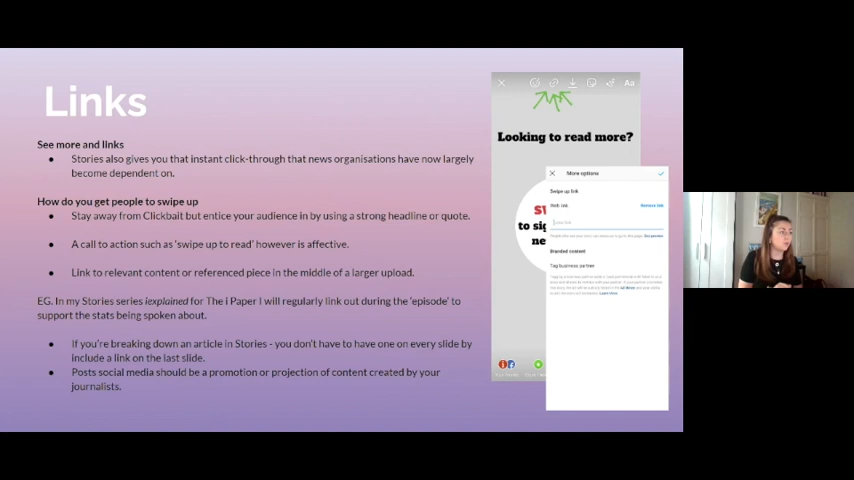 Links
See more and links
● Stories also gives you that instant click-through that news organisations have now largely
become dependent on.
How do you get people to swipe up
● Stay away from Clickbait but entice your audience in by using a strong headline or quote.
● A call to action such as 'swipe up to read' however is affective.
● Link to relevant content or referenced piece in the middle of a larger upload.
EG. In my Stories series explained for The i Paper I will regularly link out during the 'episode' to
support the stats being spoken about.
● If you're breaking down an article in Stories - you don't have to have one on every slide by
include a link on the last slide.
● Posts social media should be a promotion or projection of content created by your
journalists.
Aa
Looking to read more?
to sig
ne
More options
Swipe up link
Web link
Remove link
Branded content
Tag business partner